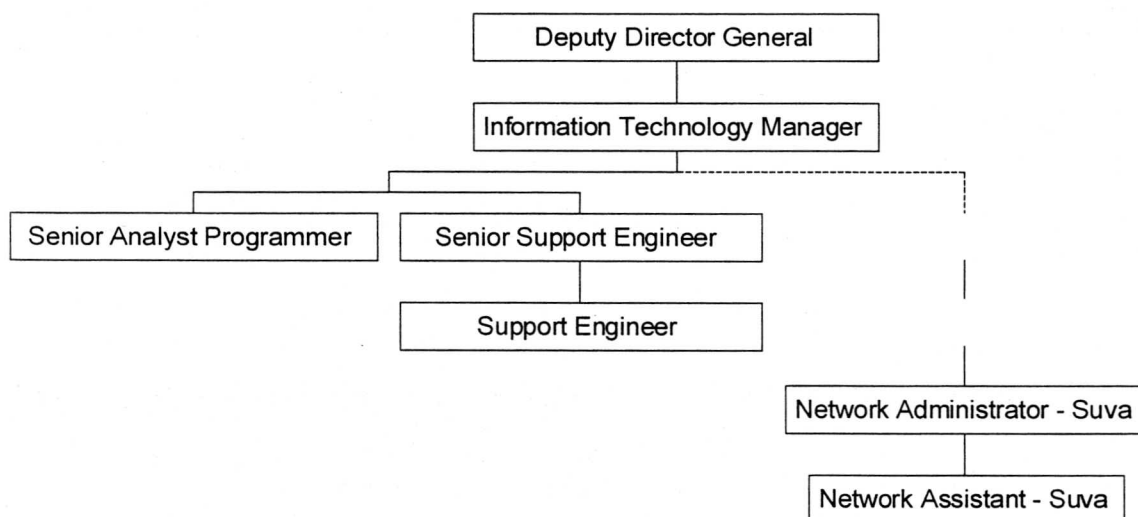 Deputy Director General
Information Technology Manager
Senior Analyst Programmer
Senior Support Engineer
Support Engineer
Network Administrator - Suva
Network Assistant - Suva